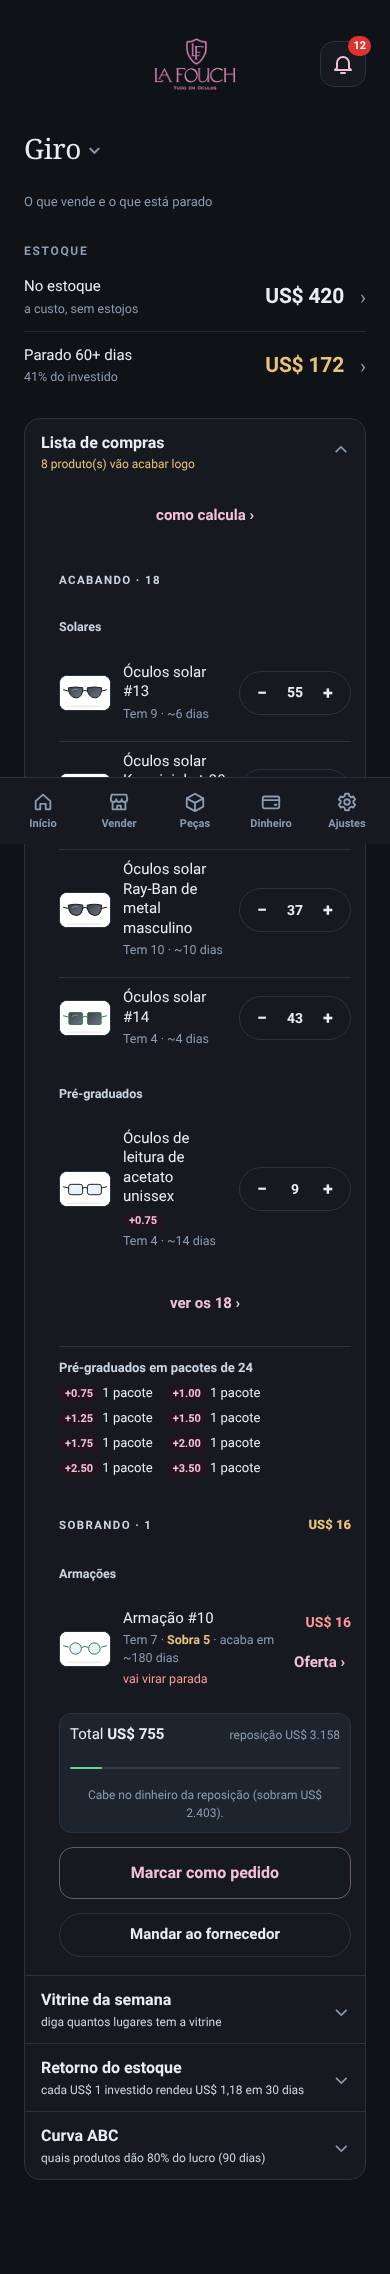 LF
LA FOUCH
TUDO EM ÓCULOS
12
Giro
O que vende e o que está parado
ESTOQUE
No estoque
a custo, sem estojos
US$ 420 ›
Parado 60+ dias
41% do investido
US$ 172 ›
Lista de compras
8 produto(s) vão acabar logo
como calcula ›
ACABANDO · 18
Solares
Óculos solar
#13
Tem 9 · ~6 dias
− 55 +
Óculos solar
Início
Vender
Peças
Dinheiro
Ajustes
Óculos solar
Ray-Ban de
metal
masculino
Tem 10 · ~10 dias
− 37 +
Óculos solar
#14
Tem 4 · ~4 dias
− 43 +
Pré-graduados
Óculos de
leitura de
acetato
unissex
+0.75
Tem 4 · ~14 dias
− 9 +
ver os 18 ›
Pré-graduados em pacotes de 24
+0.75 1 pacote +1.00 1 pacote
+1.25 1 pacote +1.50 1 pacote
+1.75 1 pacote +2.00 1 pacote
+2.50 1 pacote +3.50 1 pacote
SOBRANDO · 1 US$ 16
Armações
Armação #10
Tem 7 · Sobra 5 · acaba em
~180 dias
vai virar parada
US$ 16
Oferta ›
Total US$ 755 reposição US$ 3.158
Cabe no dinheiro da reposição (sobram US$
2.403).
Marcar como pedido
Mandar ao fornecedor
Vitrine da semana
diga quantos lugares tem a vitrine
Retorno do estoque
cada US$ 1 investido rendeu US$ 1,18 em 30 dias
Curva ABC
quais produtos dão 80% do lucro (90 dias)